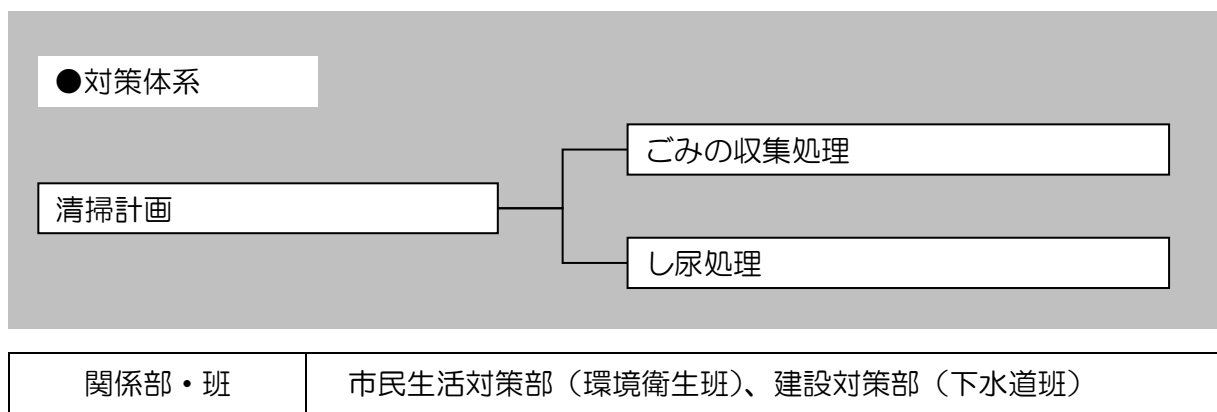 ●対策体系
ごみの収集処理
清掃計画
し尿処理
関係部・班 市民生活対策部（環境衛生班）、建設対策部（下水道班）